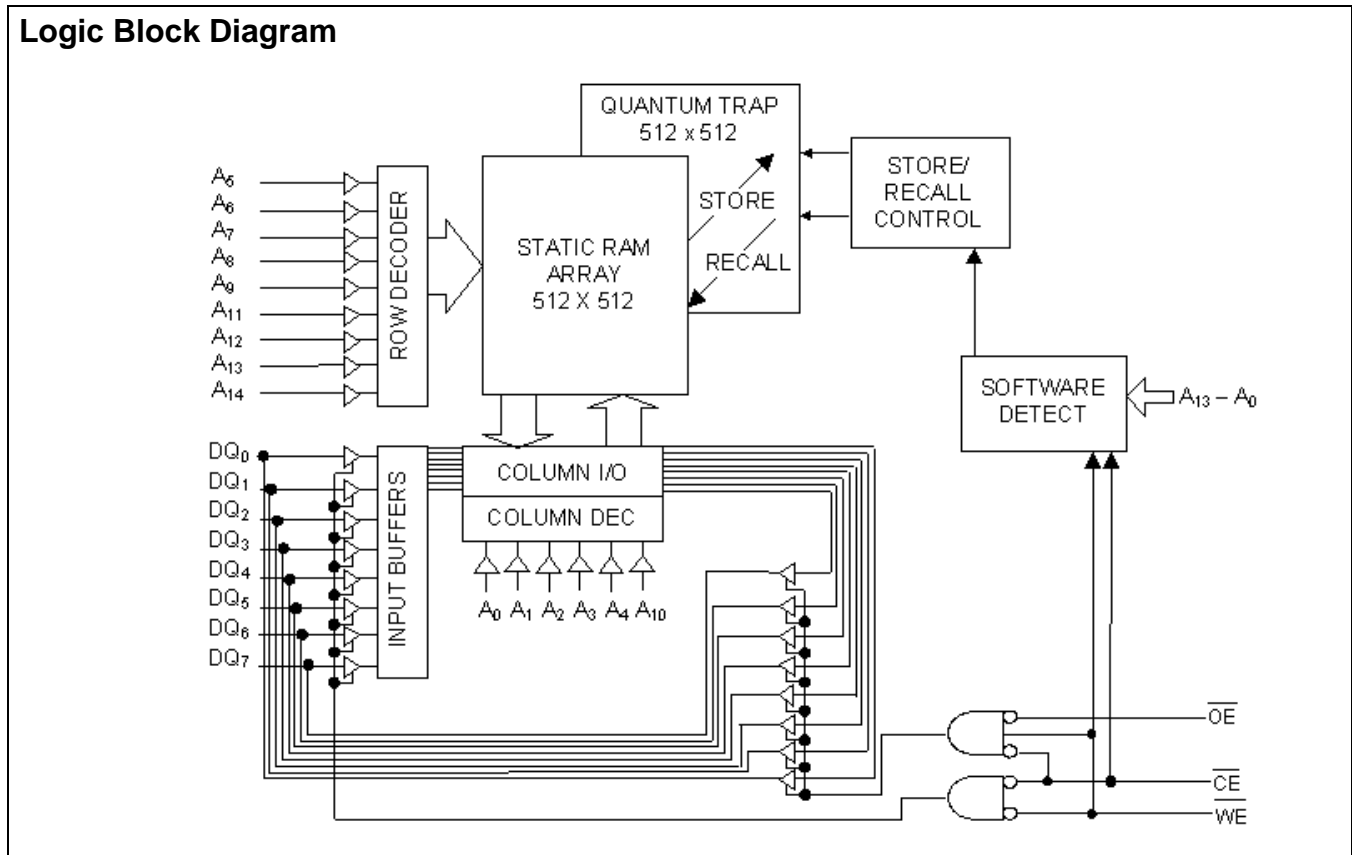 Logic Block Diagram
QUANTUM TRAP
512 x 512
STORE/
RECALL
CONTROL
STORE
RECALL
STATIC RAM
ARRAY
512 X 512
A5
A6
A7
A8
A9
A11
A12
A13
A14
ROW DECODER
SOFTWARE
DETECT
A13 – A0
DQ0
DQ1
DQ2
DQ3
DQ4
DQ5
DQ6
DQ7
INPUT BUFFERS
COLUMN I/O
COLUMN DEC
A0 A1 A2 A3 A4 A10
OE
CE
WE